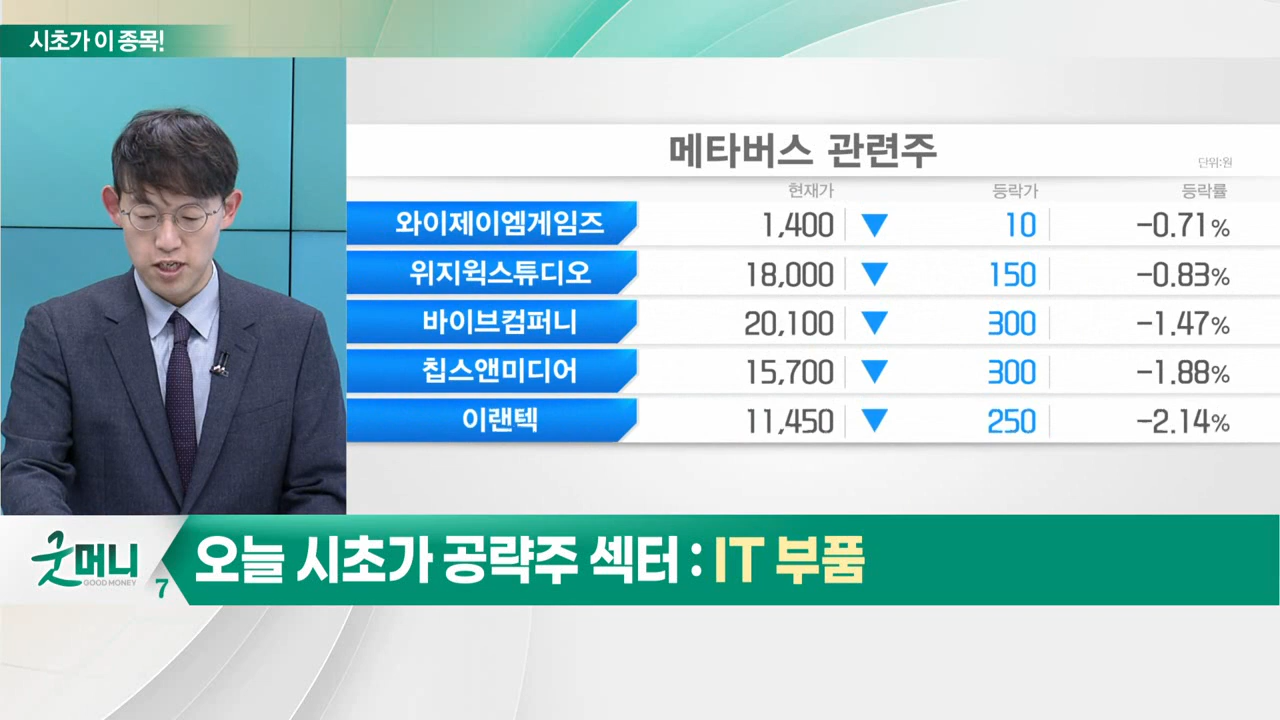 시초가 이 종목!
메타버스 관련주
단위:원
현재가 등락가 등락률
와이제이엠게임즈 1,400 ▼ 10 -0.71%
위지윅스튜디오 18,000 ▼ 150 -0.83%
바이브컴퍼니 20,100 ▼ 300 -1.47%
칩스앤미디어 15,700 ▼ 300 -1.88%
이랜텍 11,450 ▼ 250 -2.14%
굿머니
GOOD MONEY
7
오늘 시초가 공략주 섹터 : IT 부품